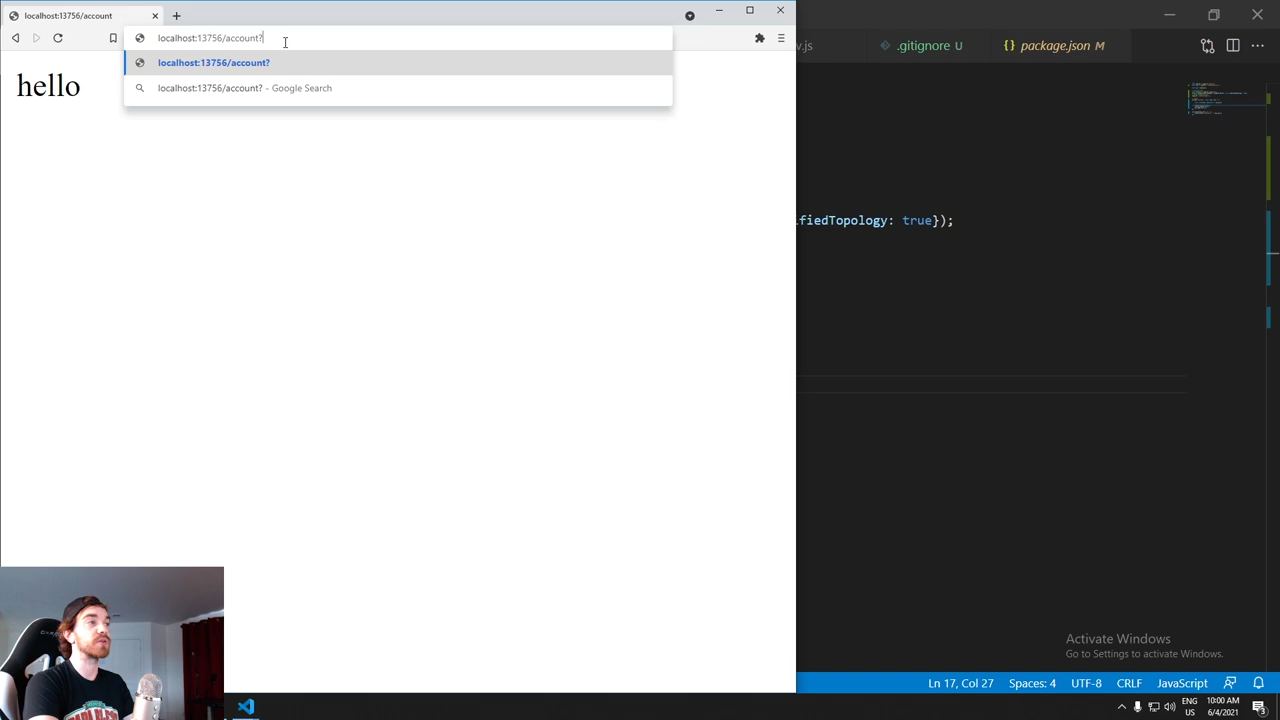 localhost:13756/account
localhost:13756/account?
localhost:13756/account?
localhost:13756/account? - Google Search
hello
v.js
.gitignore U
{} package.json M
ifiedTopology: true});
Activate Windows
Go to Settings to activate Windows.
Ln 17, Col 27 Spaces: 4 UTF-8 CRLF JavaScript
ENG
US
10:00 AM
6/4/2021